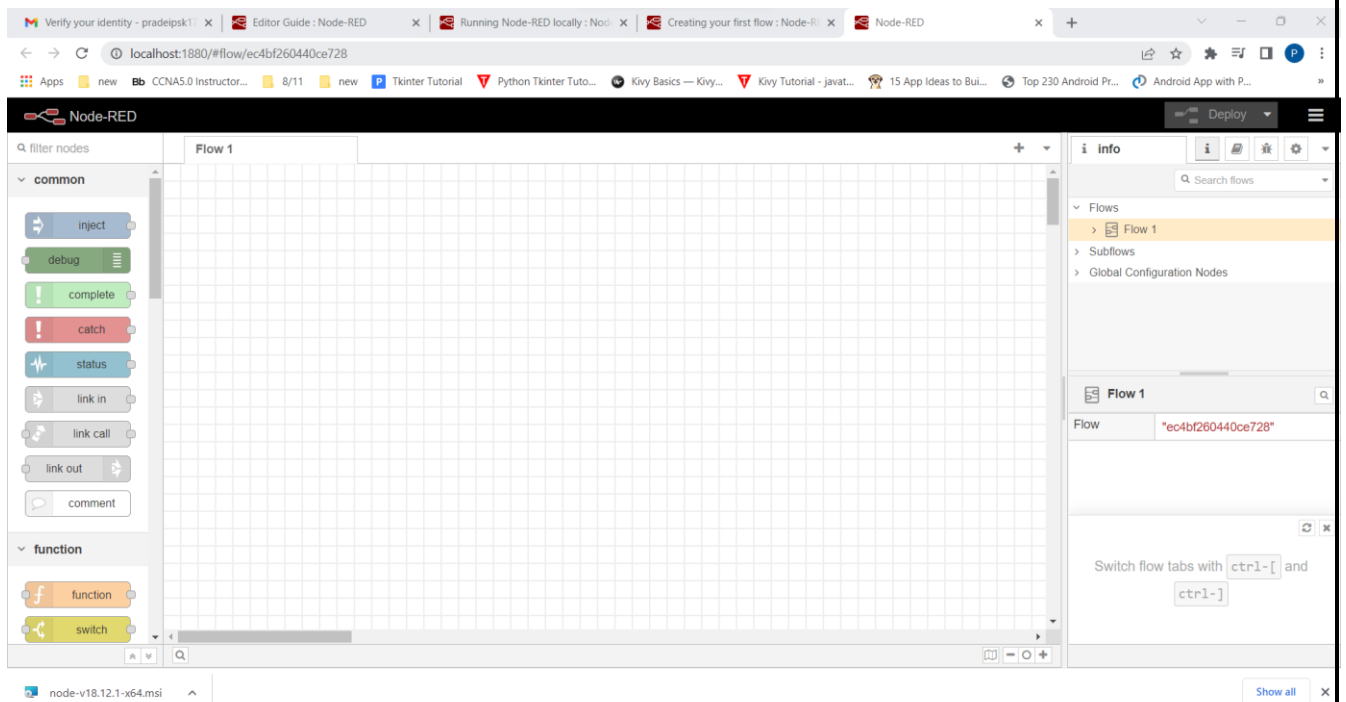 Verify your identity - pradeipsk1
Editor Guide : Node-RED
Running Node-RED locally : Nod
Creating your first flow : Node-R
Node-RED
localhost:1880/#flow/ec4bf260440ce728
P
Apps new Bb CCNA5.0 Instructor... 8/11 new P Tkinter Tutorial Python Tkinter Tuto... Kivy Basics — Kivy... Kivy Tutorial - javat... 15 App Ideas to Bui... Top 230 Android Pr... Android App with P... »
Node-RED
Deploy
filter nodes
Flow 1
i info
i
common
Search flows
inject
debug
complete
catch
status
link in
link call
link out
comment
function
function
switch
Flows
Flow 1
Subflows
Global Configuration Nodes
Flow 1
Flow "ec4bf260440ce728"
Switch flow tabs with ctrl-[ and
ctrl-]
node-v18.12.1-x64.msi
Show all